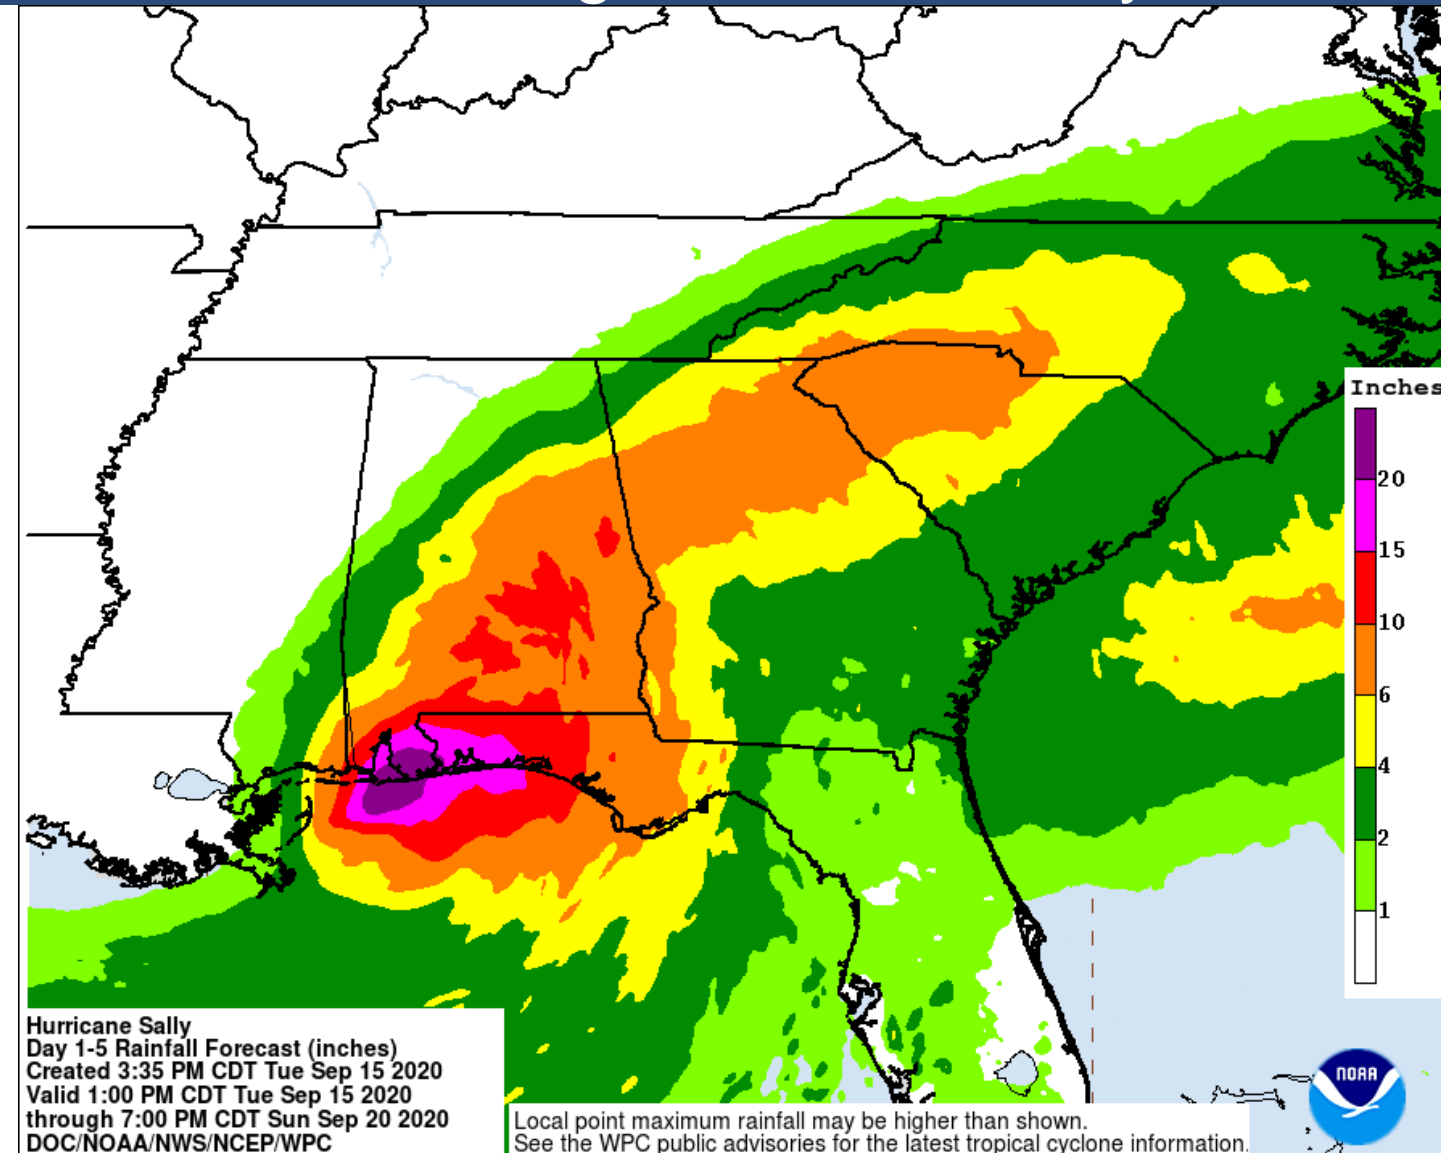 Inches
20
15
10
6
4
2
1
Hurricane Sally
Day 1-5 Rainfall Forecast (inches)
Created 3:35 PM CDT Tue Sep 15 2020
Valid 1:00 PM CDT Tue Sep 15 2020
through 7:00 PM CDT Sun Sep 20 2020
DOC/NOAA/NWS/NCEP/WPC
Local point maximum rainfall may be higher than shown.
See the WPC public advisories for the latest tropical cyclone information.
NOAA